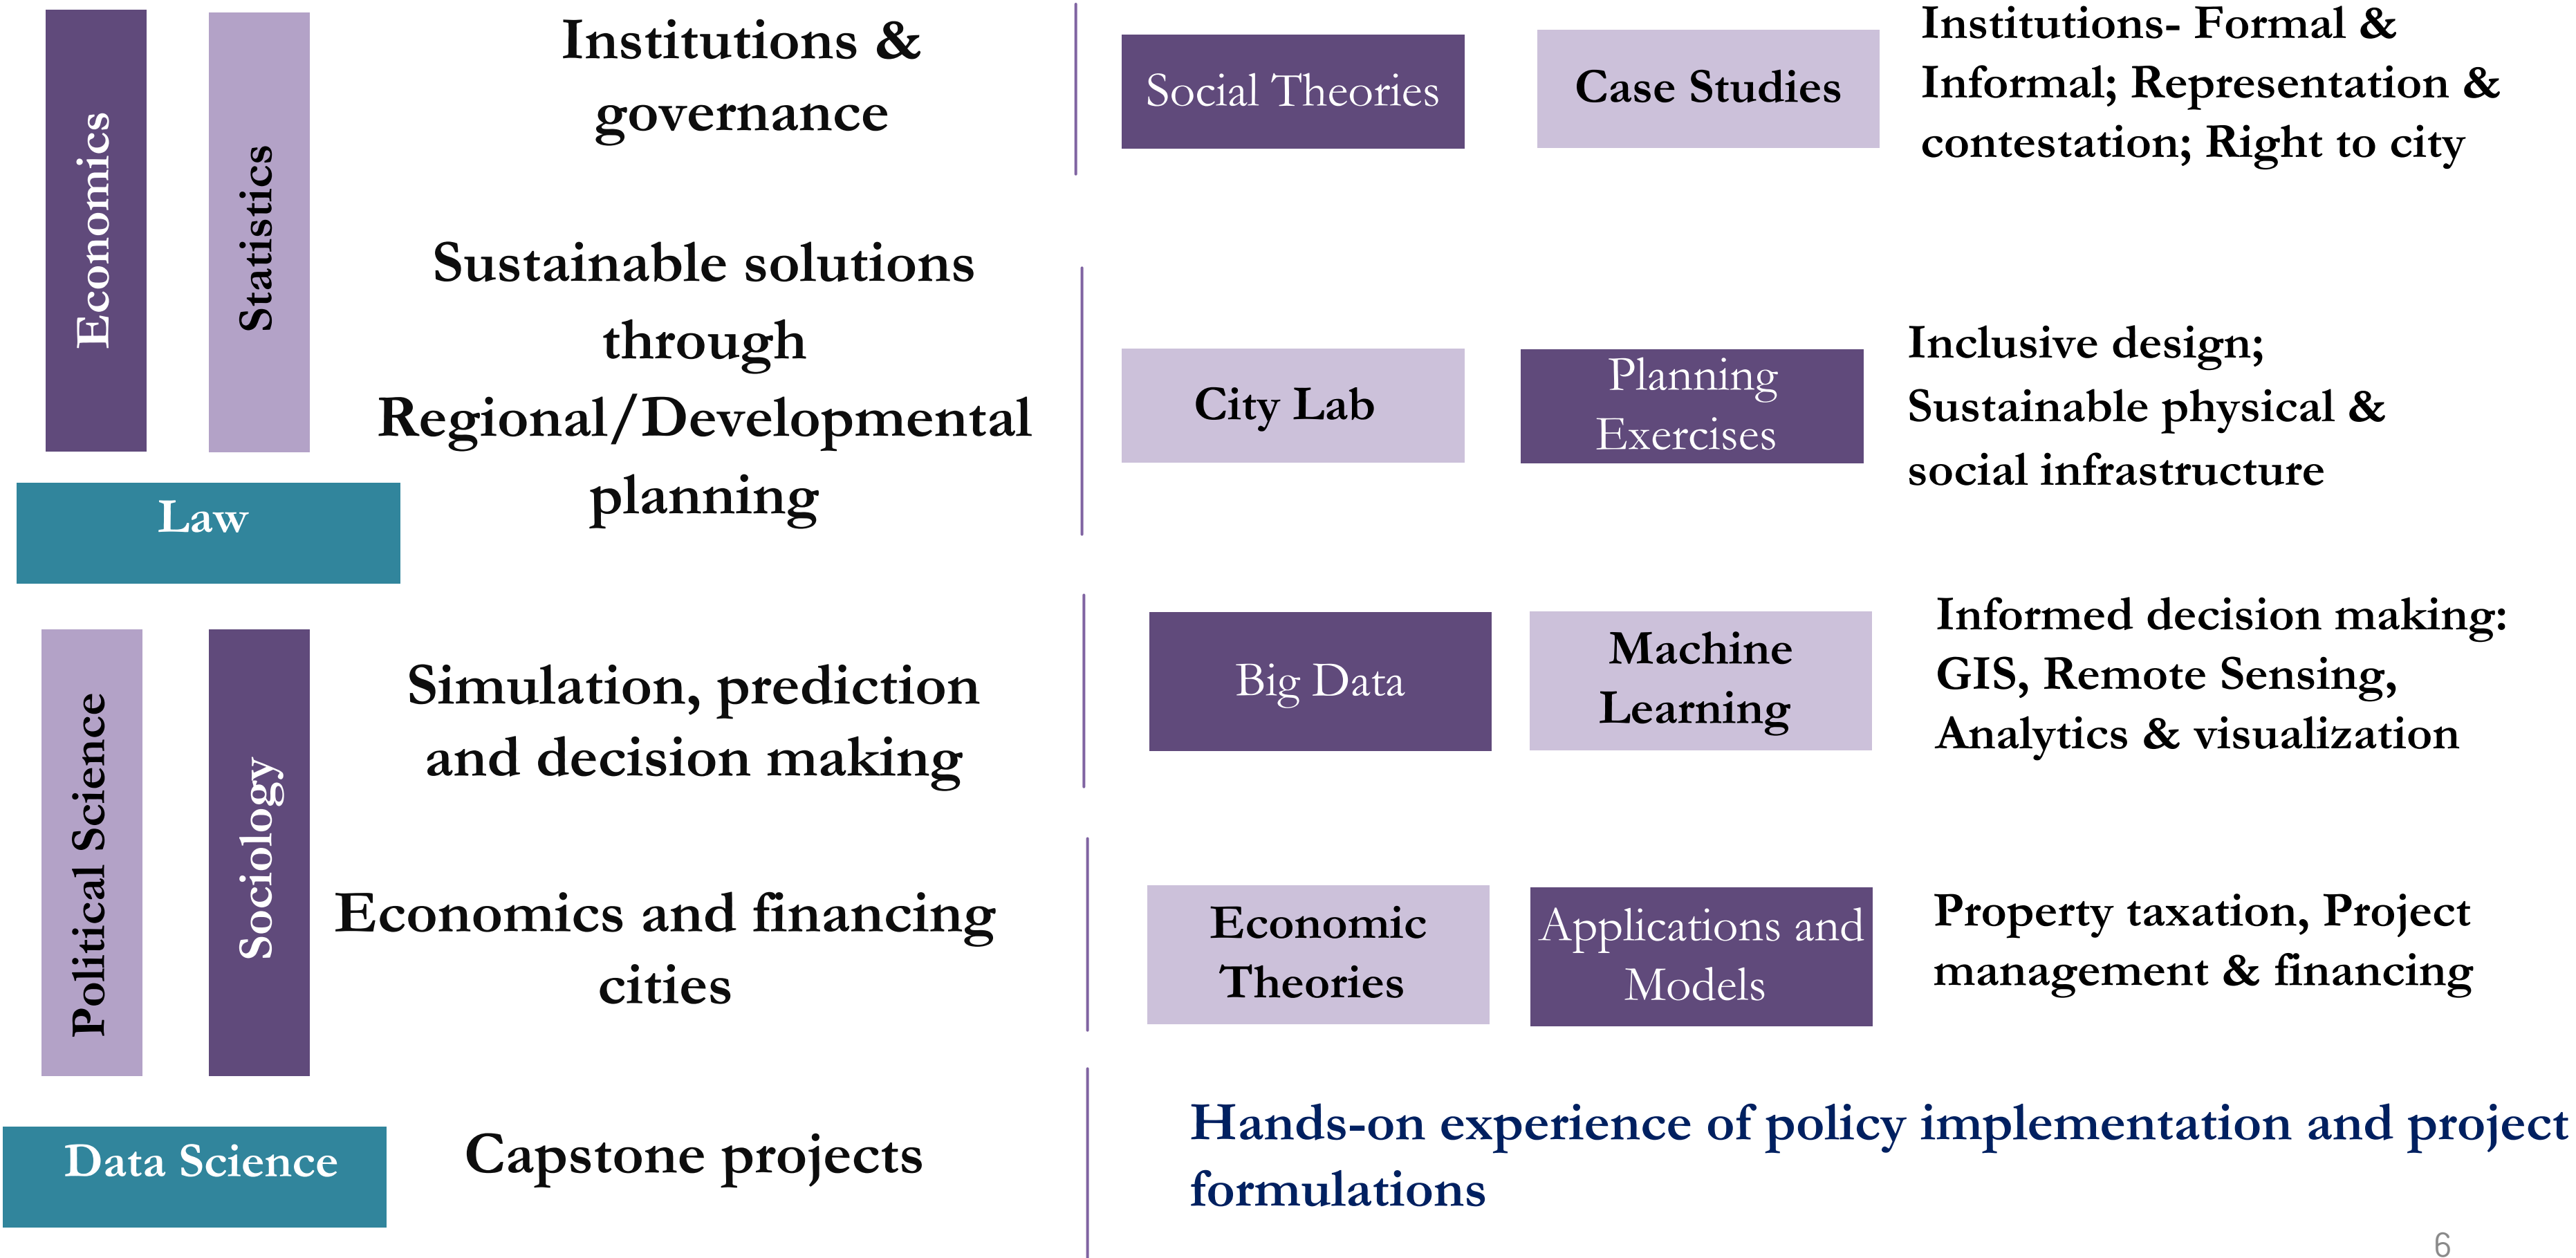 Economics
Statistics
Law
Political Science
Sociology
Data Science
Institutions &
governance
Social Theories
Case Studies
Institutions- Formal &
Informal; Representation &
contestation; Right to city
Sustainable solutions
through
Regional/Developmental
planning
City Lab
Planning
Exercises
Inclusive design;
Sustainable physical &
social infrastructure
Simulation, prediction
and decision making
Big Data
Machine
Learning
Informed decision making:
GIS, Remote Sensing,
Analytics & visualization
Economics and financing
cities
Economic
Theories
Applications and
Models
Property taxation, Project
management & financing
Capstone projects
Hands-on experience of policy implementation and project
formulations
6